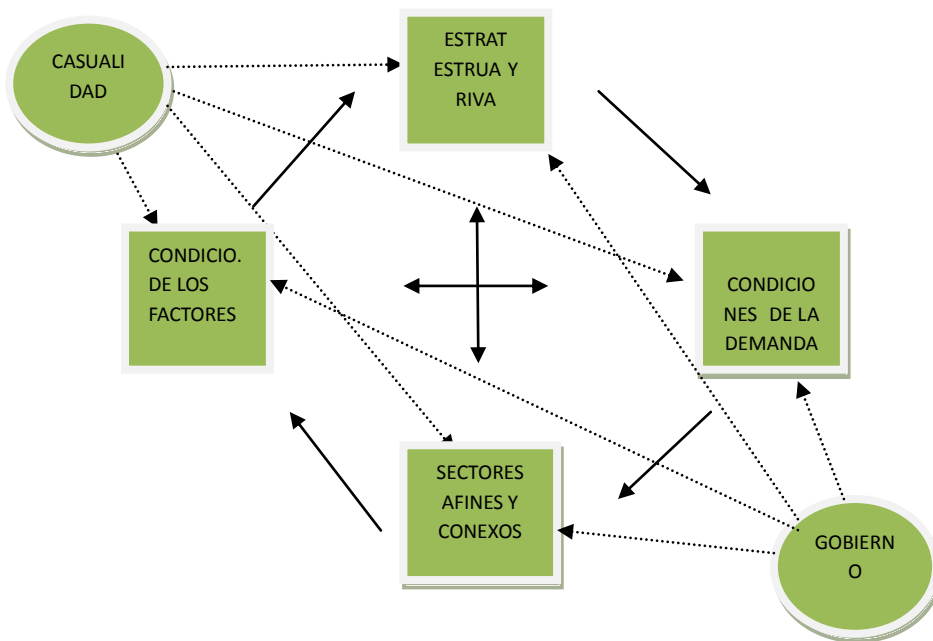 CASUALI
DAD
ESTRAT
ESTRUA Y
RIVA
CONDICIO.
DE LOS
FACTORES
CONDICIO
NES DE LA
DEMANDA
SECTORES
AFINES Y
CONEXOS
GOBIERN
O